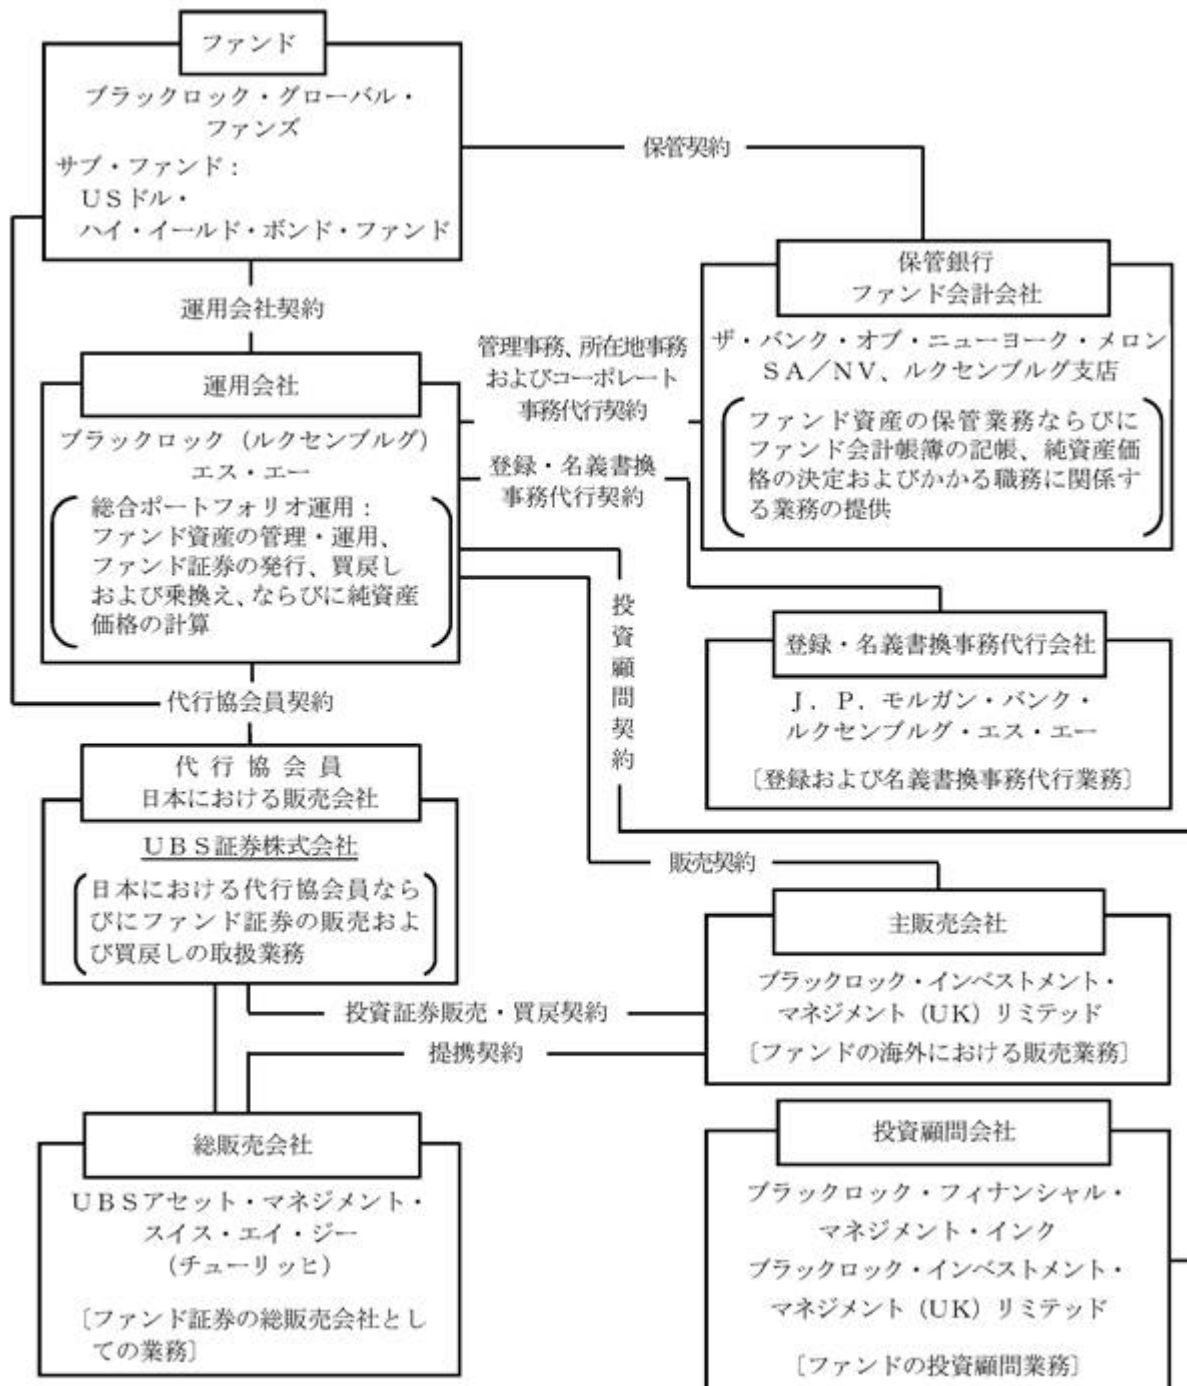 ファンド
ブラックロック・グローバル・
ファンズ
サブ・ファンド：
ＵＳドル・
ハイ・イールド・ボンド・ファンド
保管契約
保管銀行
ファンド会計会社
ザ・バンク・オブ・ニューヨーク・メロン
ＳＡ／ＮＶ、ルクセンブルグ支店
ファンド資産の保管業務ならびに
ファンド会計帳簿の記帳、純資産価
格の決定およびかかる職務に関係す
る業務の提供
運用会社契約
管理事務、所在地事務
およびコーポレート
事務代行契約
登録・名義書換
事務代行契約
運用会社
ブラックロック（ルクセンブルグ）
エス・エー
総合ポートフォリオ運用：
ファンド資産の管理・運用、
ファンド証券の発行、買戻し
および乗換え、ならびに純資産
価格の計算
投資顧問契約
登録・名義書換事務代行会社
Ｊ．Ｐ．モルガン・バンク・
ルクセンブルグ・エス・エー
〔登録および名義書換事務代行業務〕
代行協会員契約
代行協会員
日本における販売会社
ＵＢＳ証券株式会社
日本における代行協会員なら
びにファンド証券の販売およ
び買戻しの取扱業務
販売契約
主販売会社
ブラックロック・インベストメント・
マネジメント（ＵＫ）リミテッド
〔ファンドの海外における販売業務〕
投資証券販売・買戻契約
提携契約
総販売会社
ＵＢＳアセット・マネジメント・
スイス・エイ・ジー
（チューリッヒ）
〔ファンド証券の総販売会社とし
ての業務〕
投資顧問会社
ブラックロック・フィナンシャル・
マネジメント・インク
ブラックロック・インベストメント・
マネジメント（ＵＫ）リミテッド
〔ファンドの投資顧問業務〕